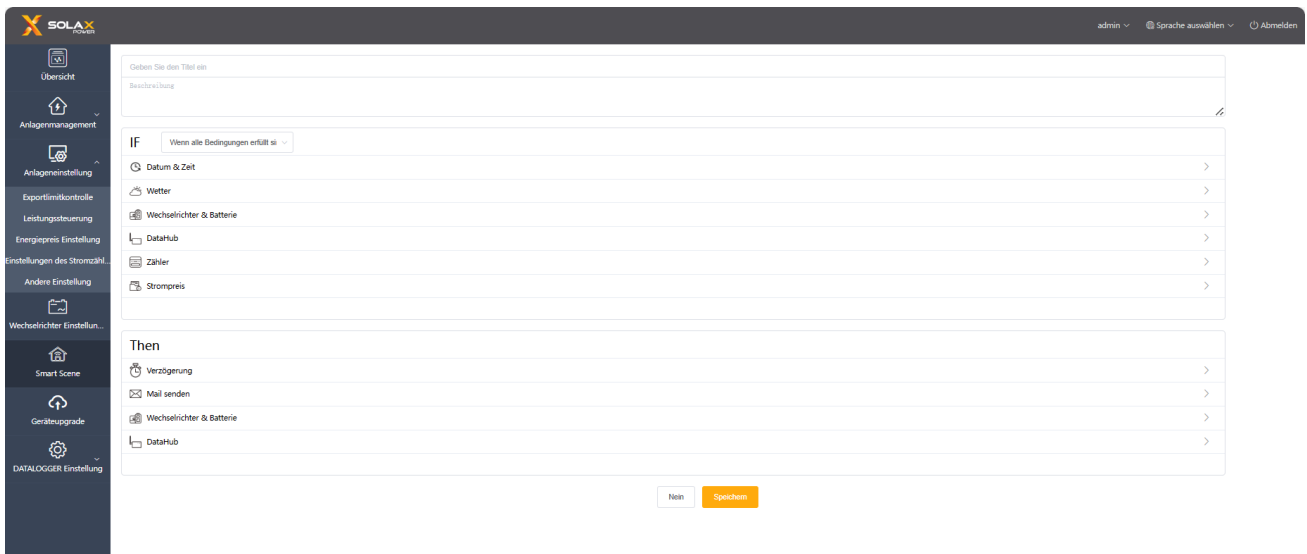 SOLAX
POWER
admin
Sprache auswählen
Abmelden
Übersicht
Anlagenmanagement
Anlageneinstellung
Exportlimitkontrolle
Leistungssteuerung
Energiepreis Einstellung
Einstellungen des Stromzähl...
Andere Einstellung
Wechselrichter Einstellun...
Smart Scene
Geräteupgrade
DATALOGGER Einstellung
Geben Sie den Titel ein
Beschreibung
IF
Wenn alle Bedingungen erfüllt si
Datum & Zeit
Wetter
Wechselrichter & Batterie
DataHub
Zähler
Strompreis
Then
Verzögerung
Mail senden
Wechselrichter & Batterie
DataHub
Nein
Speichern